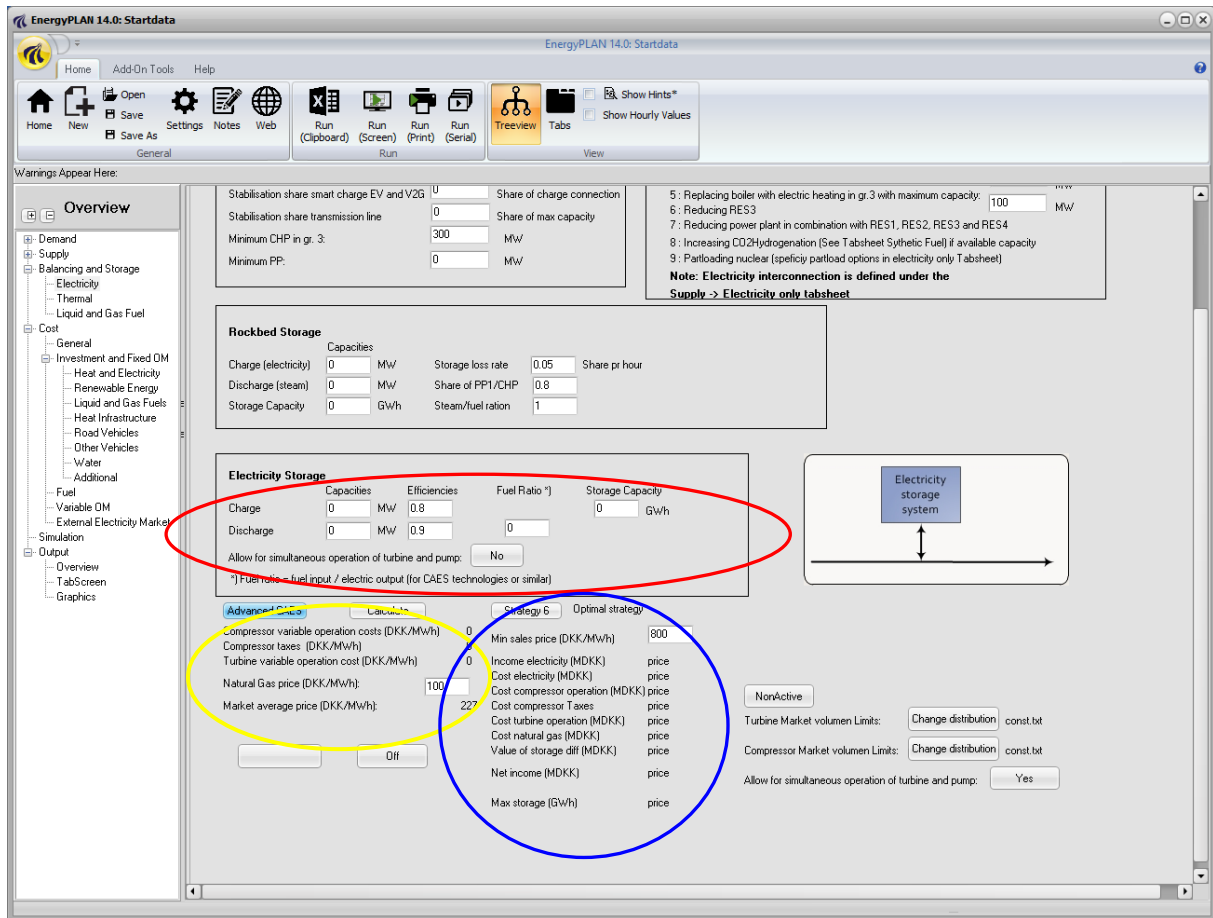 EnergyPLAN 14.0: Startdata
EnergyPLAN 14.0: Startdata
Home Add-On Tools Help
Home New Open Save Save As Settings Notes Web
General
Run (Clipboard) Run (Screen) Run (Print) Run (Serial)
Run
Treeview Tabs Show Hints* Show Hourly Values
View
Warnings Appear Here:
Overview
Demand
Supply
Balancing and Storage
Electricity
Thermal
Liquid and Gas Fuel
Cost
General
Investment and Fixed OM
Heat and Electricity
Renewable Energy
Liquid and Gas Fuels
Heat Infrastructure
Road Vehicles
Other Vehicles
Water
Additional
Fuel
Variable OM
External Electricity Market
Simulation
Output
Overview
TabScreen
Graphics
Stabilisation share smart charge EV and V2G 0 Share of charge connection
Stabilisation share transmission line 0 Share of max capacity
Minimum CHP in gr. 3: 300 MW
Minimum PP: 0 MW
5 : Replacing boiler with electric heating in gr.3 with maximum capacity: 100 MW
6 : Reducing RES3
7 : Reducing power plant in combination with RES1, RES2, RES3 and RES4
8 : Increasing CO2Hydrogenation (See Tabsheet Sythetic Fuel) if available capacity
9 : Partloading nuclear (speficiy partload options in electricity only Tabsheet)
Note: Electricity interconnection is defined under the
Supply -> Electricity only tabsheet
Rockbed Storage
Capacities
Charge (electricity) 0 MW Storage loss rate 0.05 Share pr hour
Discharge (steam) 0 MW Share of PP1/CHP 0.8
Storage Capacity 0 GWh Steam/fuel ration 1
Electricity Storage
Capacities Efficiencies Fuel Ratio *) Storage Capacity
Charge 0 MW 0.8 0 GWh
Discharge 0 MW 0.9 0
Allow for simultaneous operation of turbine and pump: No
*) Fuel ratio = fuel input / electric output (for CAES technologies or similar)
Electricity
storage
system
Advanced CAES Calculate
Compressor variable operation costs (DKK/MWh) 0
Compressor taxes (DKK/MWh)
Turbine variable operation cost (DKK/MWh) 0
Natural Gas price (DKK/MWh): 100
Market average price (DKK/MWh): 227
Off
Strategy 6 Optimal strategy
Min sales price (DKK/MWh) 800
Income electricity (MDKK) price
Cost electricity (MDKK) price
Cost compressor operation (MDKK) price
Cost compressor Taxes price
Cost turbine operation (MDKK) price
Cost natural gas (MDKK) price
Value of storage diff (MDKK) price
Net income (MDKK) price
Max storage (GWh) price
NonActive
Turbine Market volumen Limits: Change distribution const.txt
Compressor Market volumen Limits: Change distribution const.txt
Allow for simultaneous operation of turbine and pump: Yes